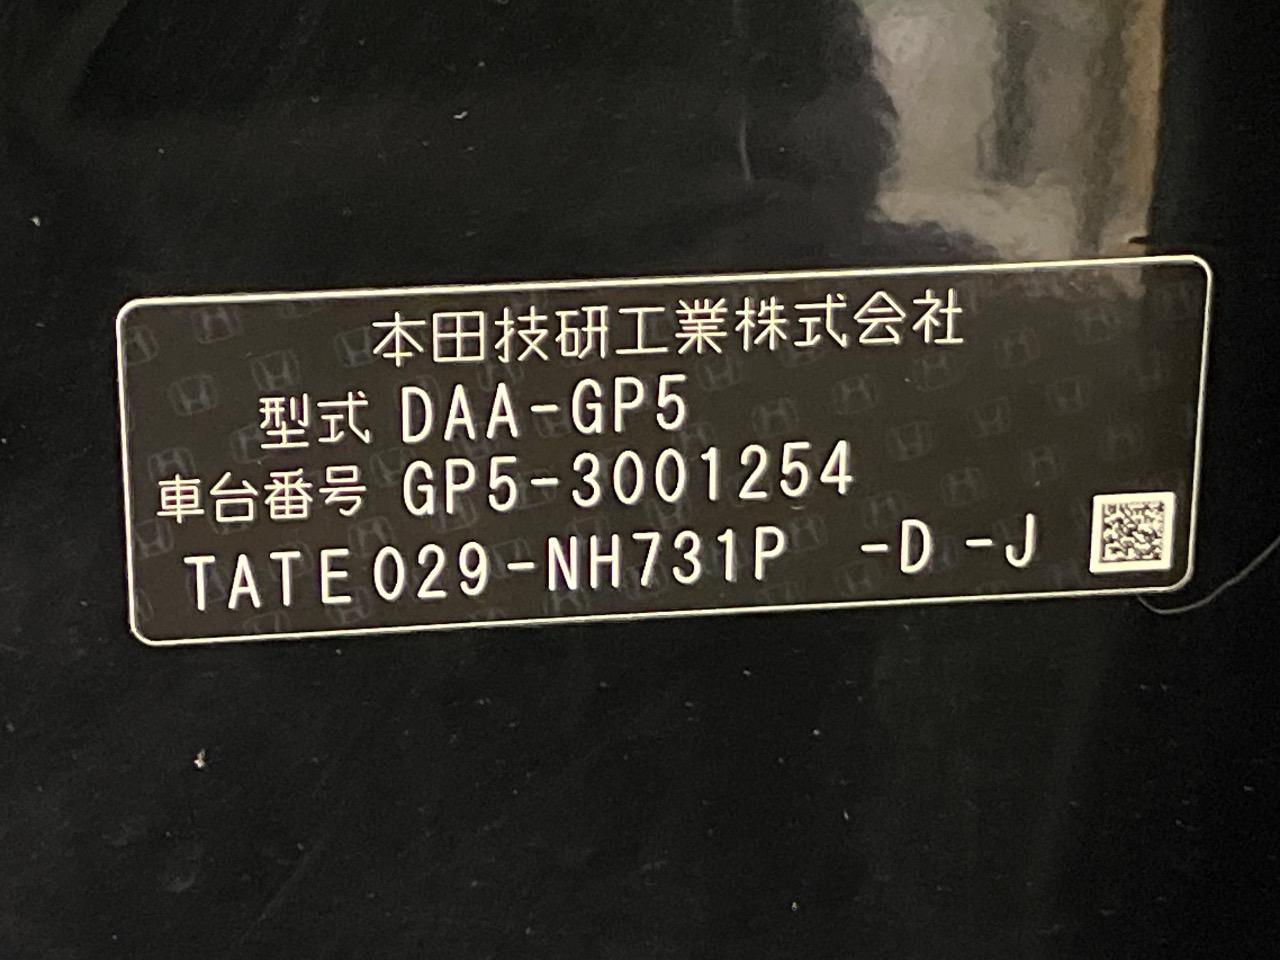 本田技研工業株式会社
型式 DAA-GP5
車台番号 GP5-3001254
TATE029-NH731P -D -J